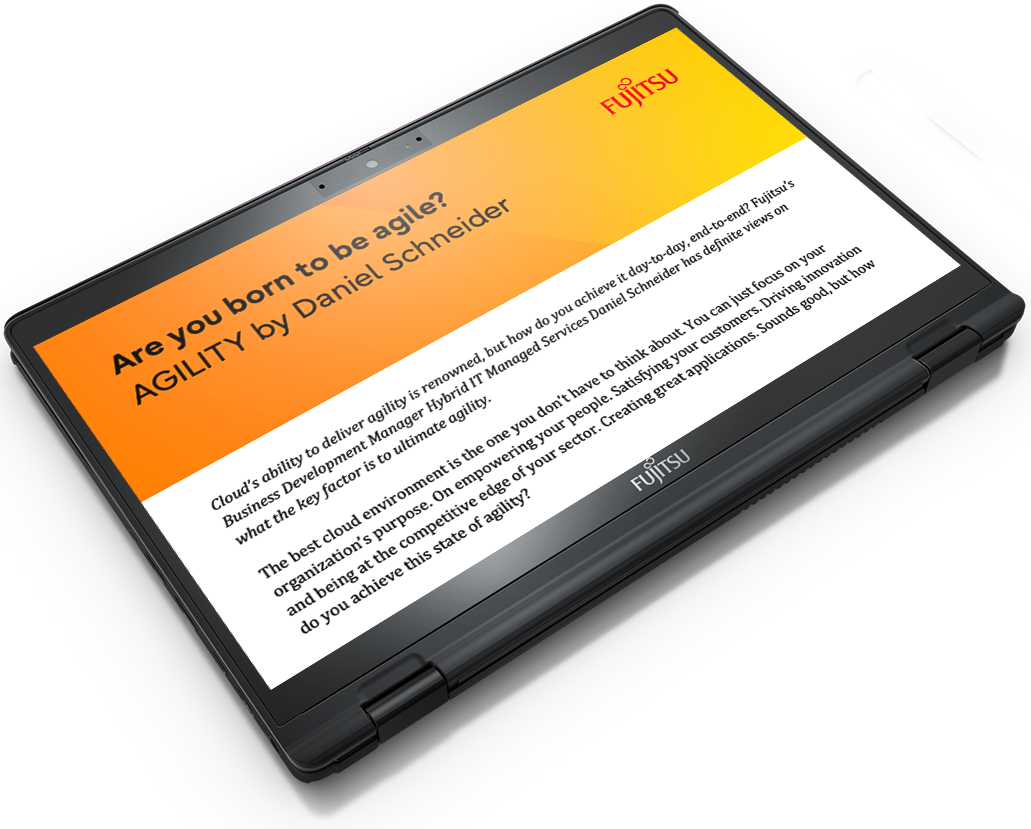 FUJITSU
Are you born to be agile?
AGILITY by Daniel Schneider
Cloud's ability to deliver agility is renowned, but how do you achieve it day-to-day, end-to-end? Fujitsu's
Business Development Manager Hybrid IT Managed Services Daniel Schneider has definite views on
what the key factor is to ultimate agility.
The best cloud environment is the one you don't have to think about. You can just focus on your
organization's purpose. On empowering your people. Satisfying your customers. Driving innovation
and being at the competitive edge of your sector. Creating great applications. Sounds good, but how
do you achieve this state of agility?
FUJITSU